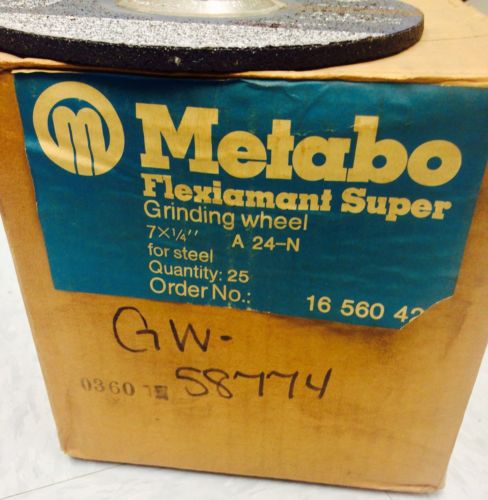 m Metabo
Flexiamant Super
Grinding wheel
7×1/4" A 24-N
for steel
Quantity: 25
Order No.: 16 560 42
GW-
0360 58774